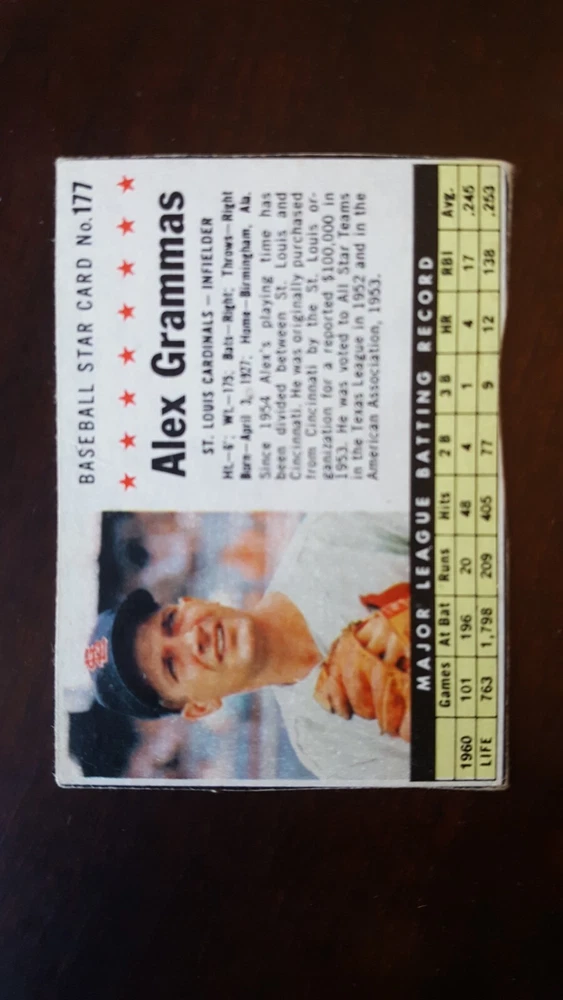 BASEBALL STAR CARD No. 177
Alex Grammas
ST. LOUIS CARDINALS — INFIELDER
Ht.—6'; Wt.—175; Bats—Right; Throws—Right
Born—April 3, 1927; Home—Birmingham, Ala.
Since 1954 Alex's playing time has
been divided between St. Louis and
Cincinnati. He was originally purchased
from Cincinnati by the St. Louis or-
ganization for a reported $100,000 in
1953. He was voted to All Star Teams
in the Texas League in 1952 and in the
American Association, 1953.
MAJOR LEAGUE BATTING RECORD
Games At Bat Runs Hits 2 B 3 B HR RBI Avg.
1960 101 196 20 48 4 1 4 17 .245
LIFE 763 1,798 209 405 77 9 12 138 .253